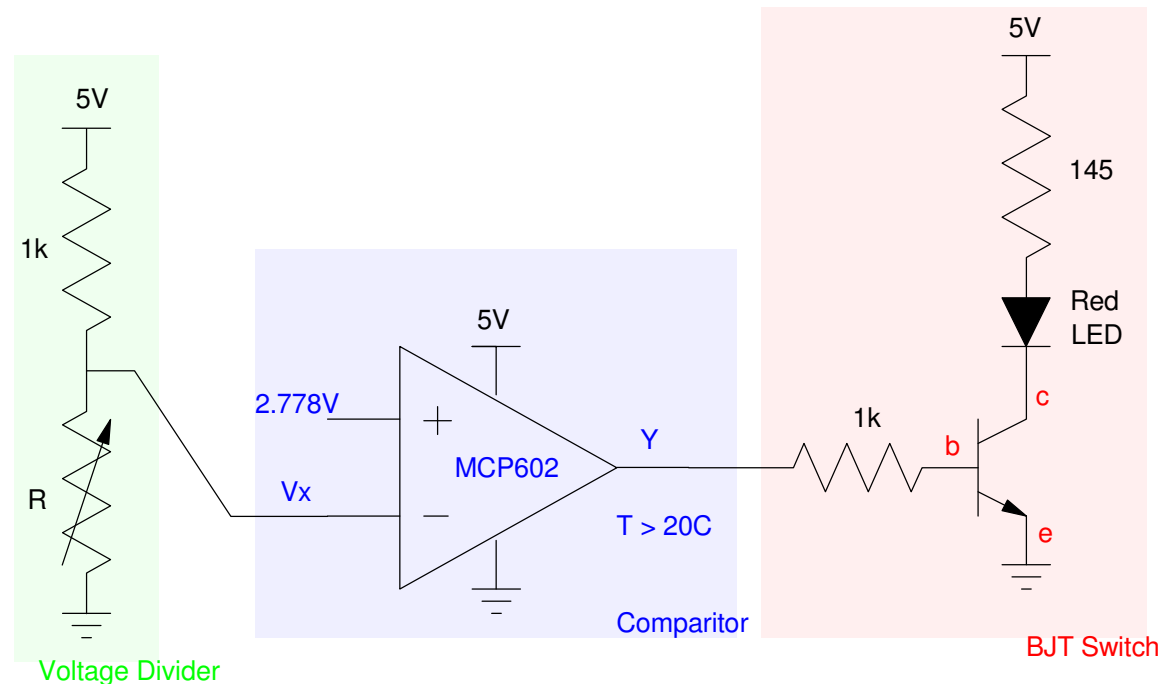 5V
1k
R
Voltage Divider
5V
2.778V
+
MCP602
Vx
−
Y
T > 20C
Comparitor
5V
145
Red
LED
c
1k
b
e
BJT Switch